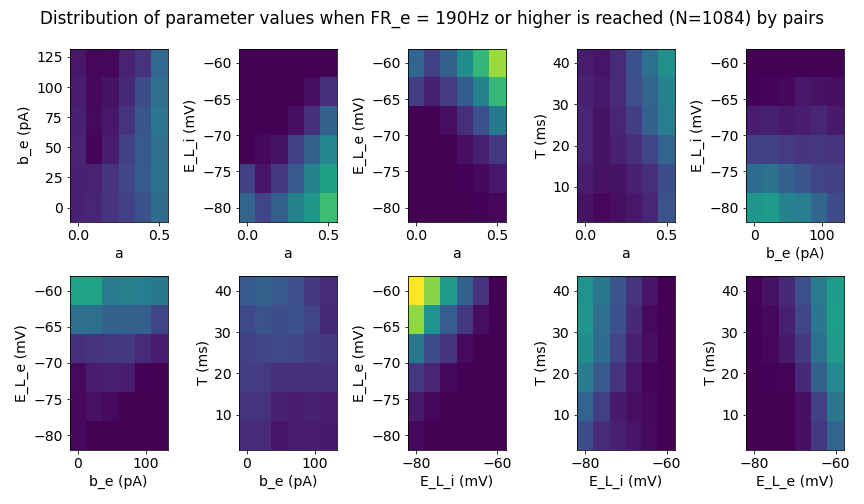 Distribution of parameter values when FR_e = 190Hz or higher is reached (N=1084) by pairs
125
100
75
50
25
0
b_e (pA)
0.0 0.5
a
−60
−65
−70
−75
−80
E_L_i (mV)
0.0 0.5
a
−60
−65
−70
−75
−80
E_L_e (mV)
0.0 0.5
a
40
30
20
10
T (ms)
0.0 0.5
a
−60
−65
−70
−75
−80
E_L_i (mV)
0 100
b_e (pA)
−60
−65
−70
−75
−80
E_L_e (mV)
0 100
b_e (pA)
40
30
20
10
T (ms)
0 100
b_e (pA)
−60
−65
−70
−75
−80
E_L_e (mV)
−80 −60
E_L_i (mV)
40
30
20
10
T (ms)
−80 −60
E_L_i (mV)
40
30
20
10
T (ms)
−80 −60
E_L_e (mV)